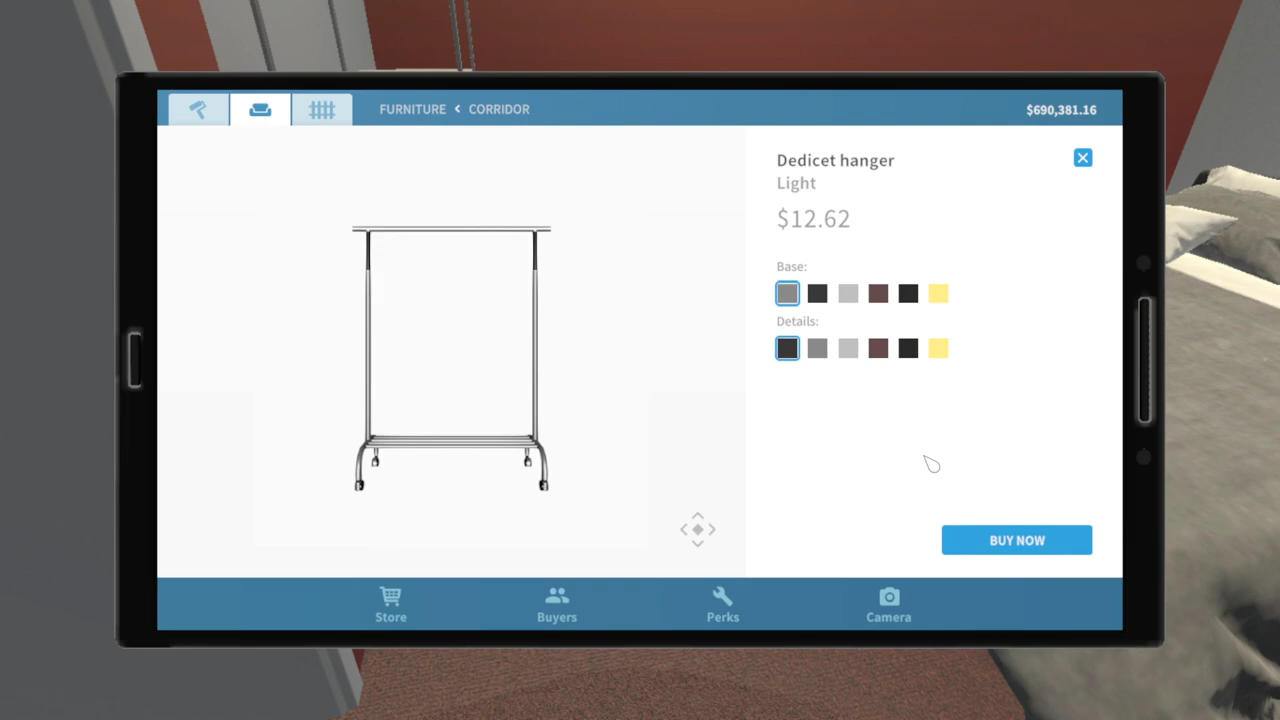 FURNITURE < CORRIDOR
$690,381.16
Dedicet hanger
Light
$12.62
Base:
Details:
BUY NOW
Store
Buyers
Perks
Camera